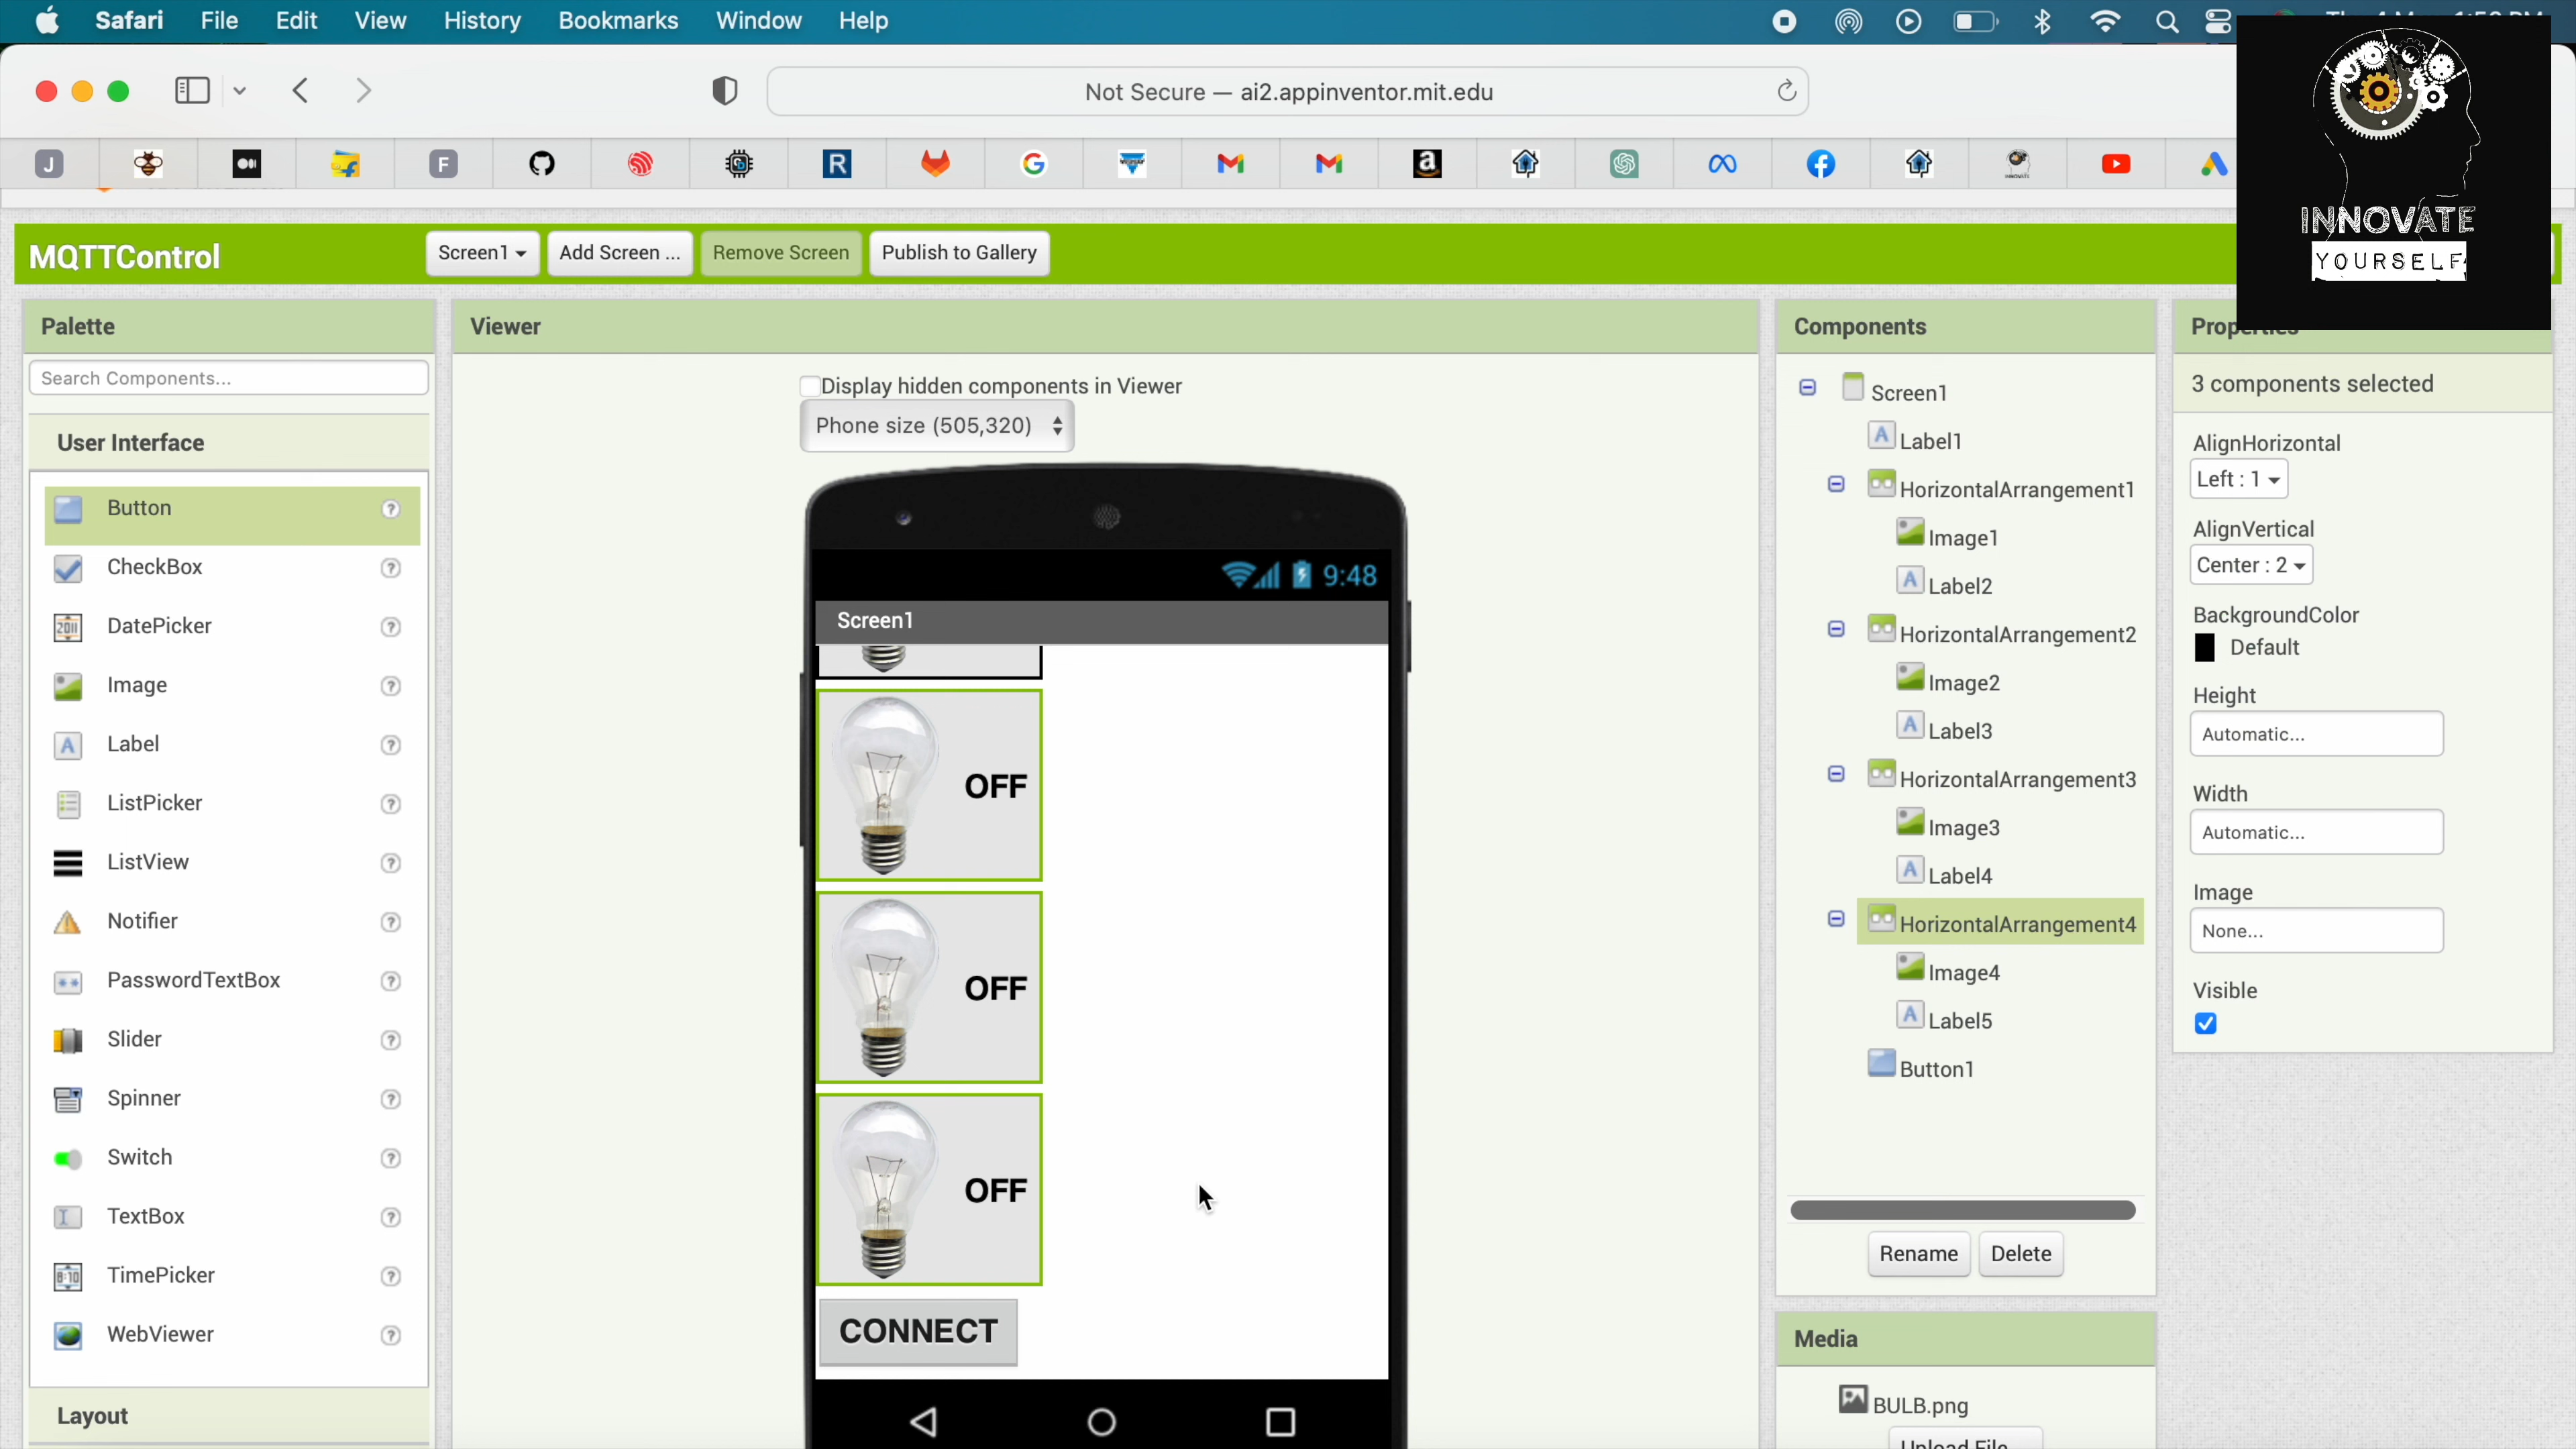 Safari File Edit View History Bookmarks Window Help
Not Secure — ai2.appinventor.mit.edu
J F R a
INNOVATE
YOURSELF
MQTTControl Screen1 Add Screen ... Remove Screen Publish to Gallery
Palette
Search Components...
User Interface
Button
CheckBox
DatePicker
Image
Label
ListPicker
ListView
Notifier
PasswordTextBox
Slider
Spinner
Switch
TextBox
TimePicker
WebViewer
Layout
Viewer
Display hidden components in Viewer
Phone size (505,320)
9:48
Screen1
OFF
OFF
OFF
CONNECT
Components
Screen1
Label1
HorizontalArrangement1
Image1
Label2
HorizontalArrangement2
Image2
Label3
HorizontalArrangement3
Image3
Label4
HorizontalArrangement4
Image4
Label5
Button1
Rename Delete
Media
BULB.png
Upload File
Properties
3 components selected
AlignHorizontal
Left : 1
AlignVertical
Center : 2
BackgroundColor
Default
Height
Automatic...
Width
Automatic...
Image
None...
Visible